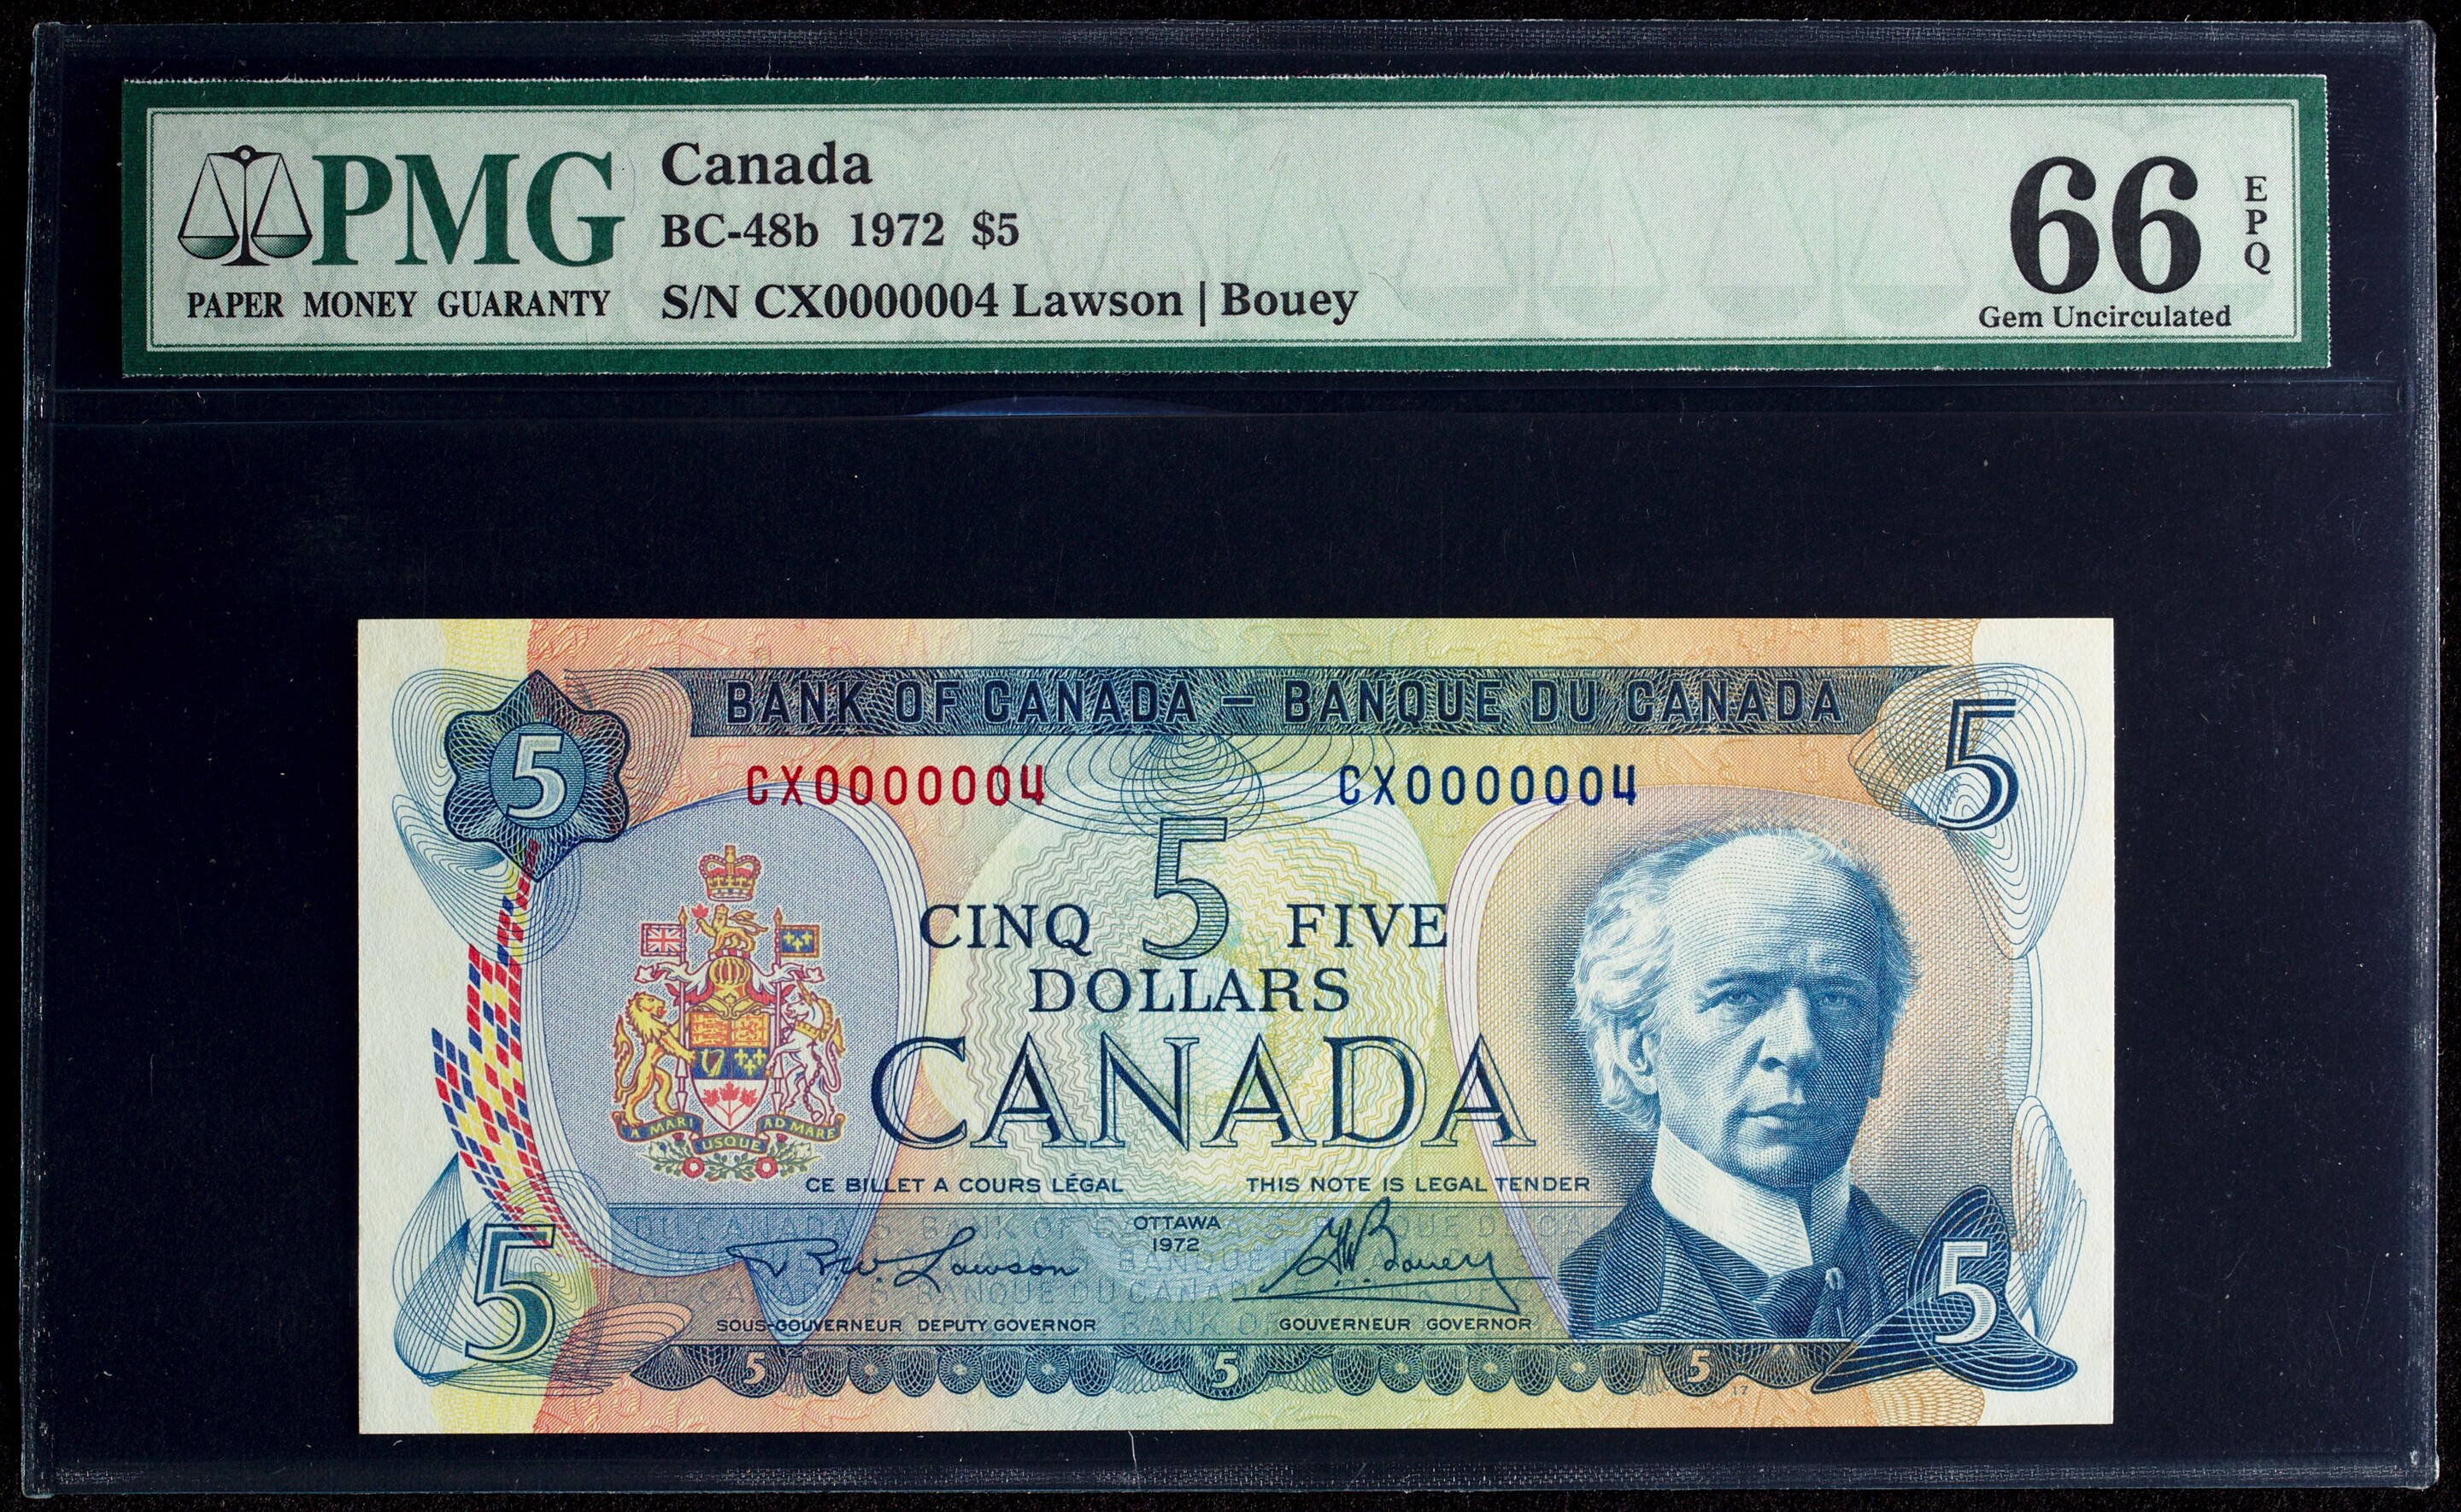 PMG
PAPER MONEY GUARANTY
Canada
BC-48b 1972 $5
S/N CX0000004 Lawson | Bouey
66
EPQ
Gem Uncirculated
BANK OF CANADA – BANQUE DU CANADA
5
5
CX0000004
CX0000004
5
CINQ FIVE
DOLLARS
CANADA
A MARI USQUE AD MARE
CE BILLET A COURS LÉGAL
THIS NOTE IS LEGAL TENDER
OTTAWA
1972
Lawson
Bouey
SOUS-GOUVERNEUR DEPUTY GOVERNOR
GOUVERNEUR GOVERNOR
5
5
5 5 5
17